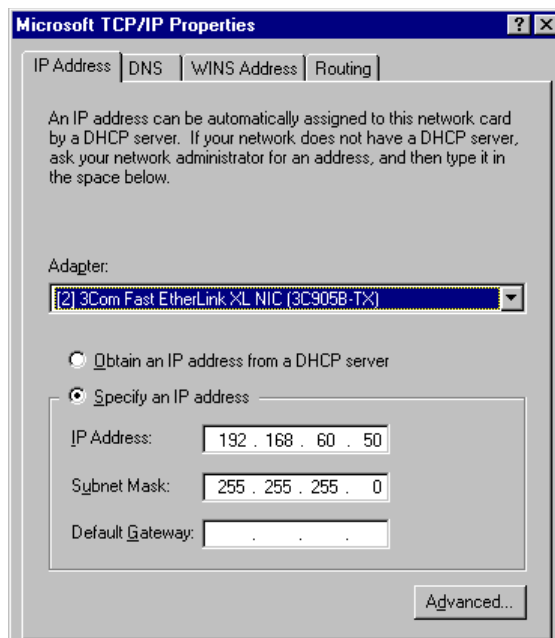 Microsoft TCP/IP Properties
IP Address DNS WINS Address Routing
An IP address can be automatically assigned to this network card
by a DHCP server. If your network does not have a DHCP server,
ask your network administrator for an address, and then type it in
the space below.
Adapter:
[2] 3Com Fast EtherLink XL NIC (3C905B-TX)
Obtain an IP address from a DHCP server
Specify an IP address
IP Address: 192 . 168 . 60 . 50
Subnet Mask: 255 . 255 . 255 . 0
Default Gateway: . . .
Advanced...